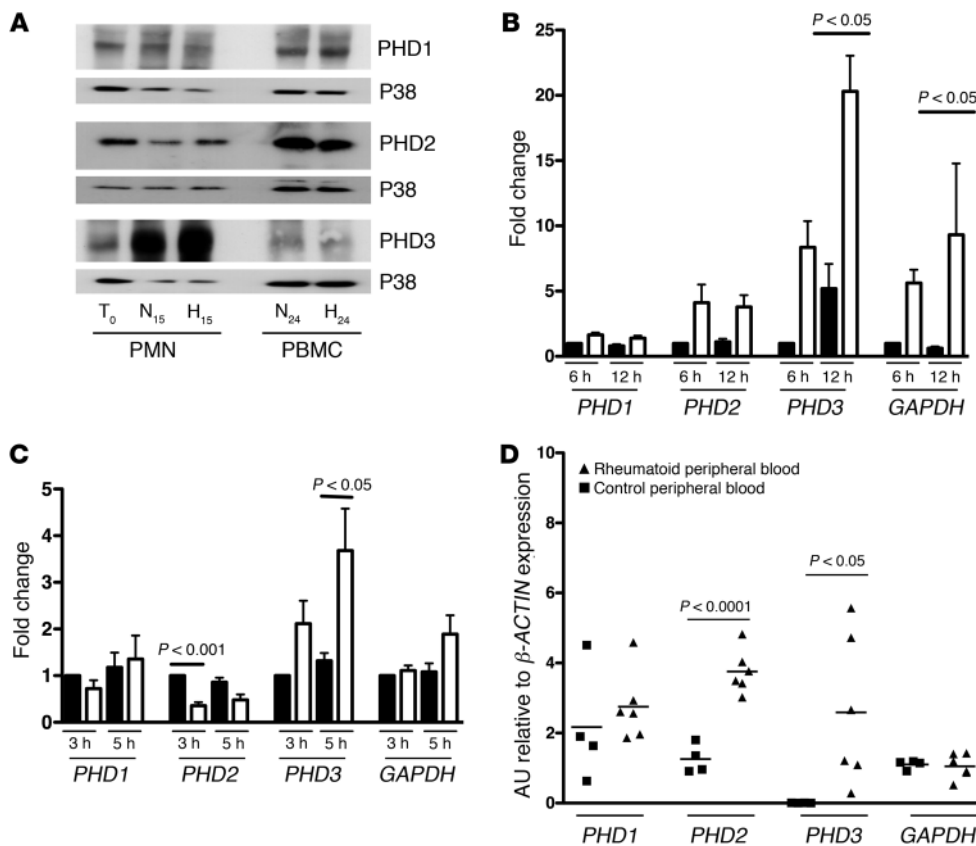 A
PHD1
P38
PHD2
P38
PHD3
P38
T0 N15 H15 N24 H24
PMN PBMC
B
P < 0.05
P < 0.05
Fold change
25
20
15
10
5
0
6 h 12 h 6 h 12 h 6 h 12 h 6 h 12 h
PHD1 PHD2 PHD3 GAPDH
C
P < 0.05
P < 0.001
Fold change
5
4
3
2
1
0
3 h 5 h 3 h 5 h 3 h 5 h 3 h 5 h
PHD1 PHD2 PHD3 GAPDH
D
Rheumatoid peripheral blood
Control peripheral blood
P < 0.05
P < 0.0001
AU relative to β-ACTIN expression
10
8
6
4
2
0
PHD1 PHD2 PHD3 GAPDH